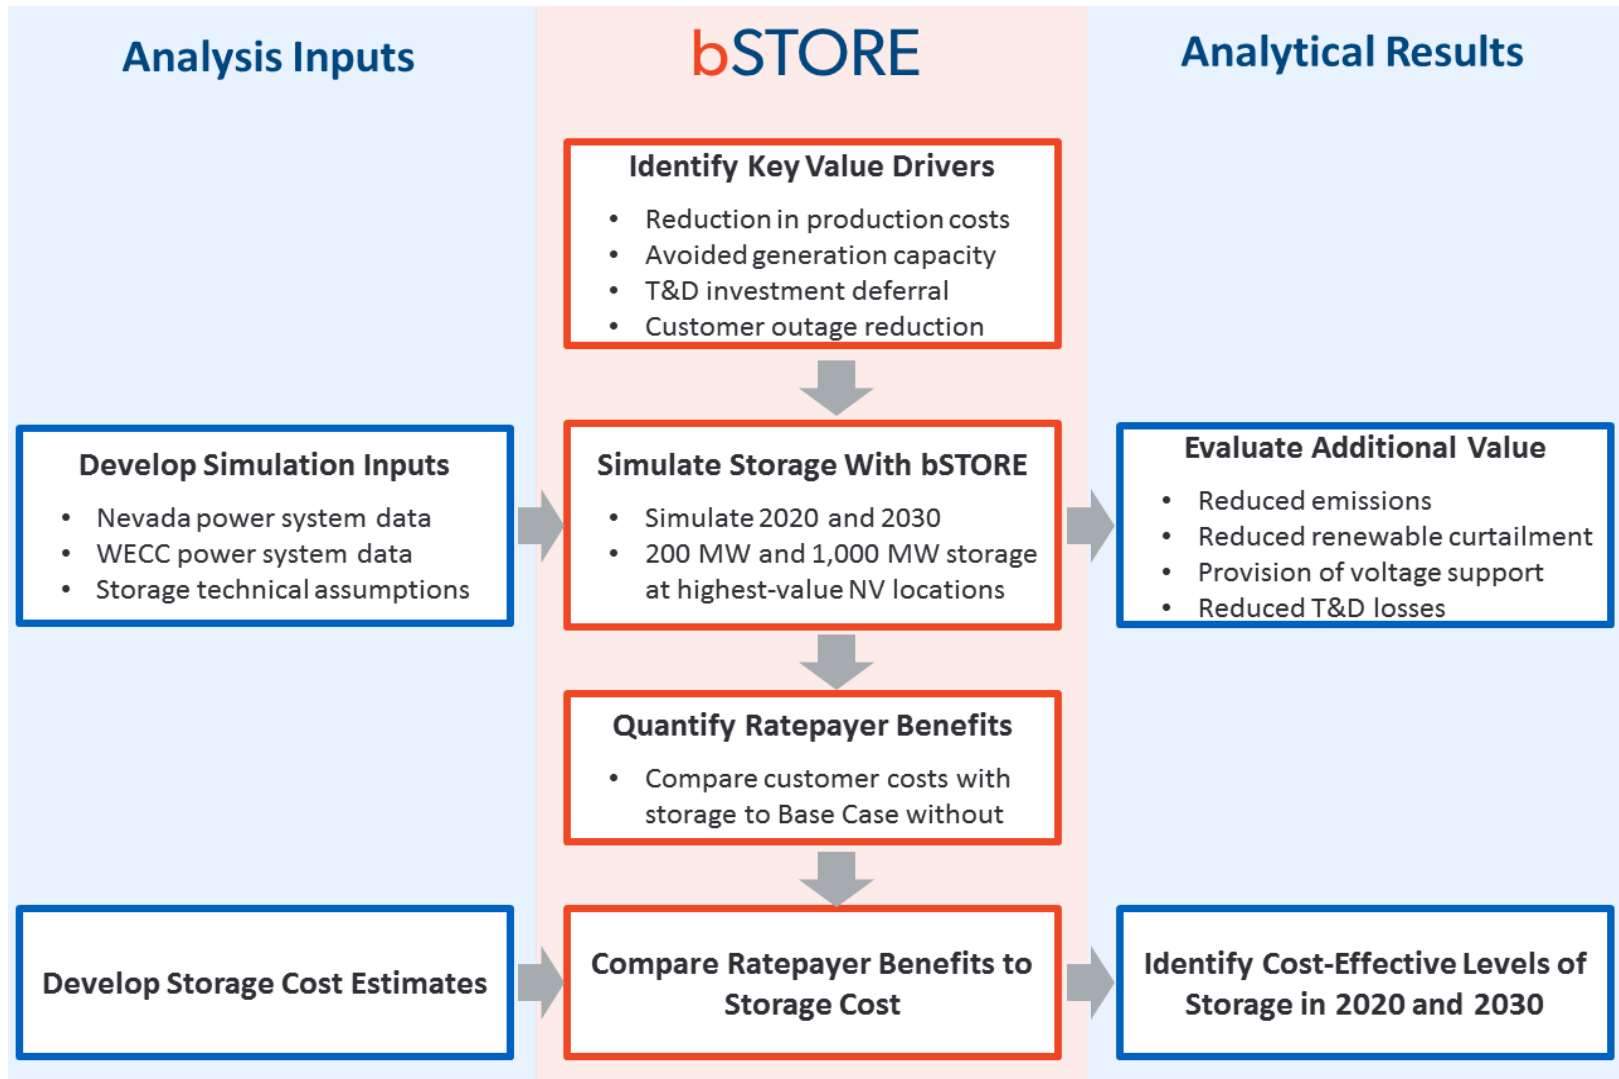 Analysis Inputs
bSTORE
Analytical Results
Identify Key Value Drivers
• Reduction in production costs
• Avoided generation capacity
• T&D investment deferral
• Customer outage reduction
Develop Simulation Inputs
• Nevada power system data
• WECC power system data
• Storage technical assumptions
Simulate Storage With bSTORE
• Simulate 2020 and 2030
• 200 MW and 1,000 MW storage
at highest-value NV locations
Evaluate Additional Value
• Reduced emissions
• Reduced renewable curtailment
• Provision of voltage support
• Reduced T&D losses
Quantify Ratepayer Benefits
• Compare customer costs with
storage to Base Case without
Develop Storage Cost Estimates
Compare Ratepayer Benefits to
Storage Cost
Identify Cost-Effective Levels of
Storage in 2020 and 2030